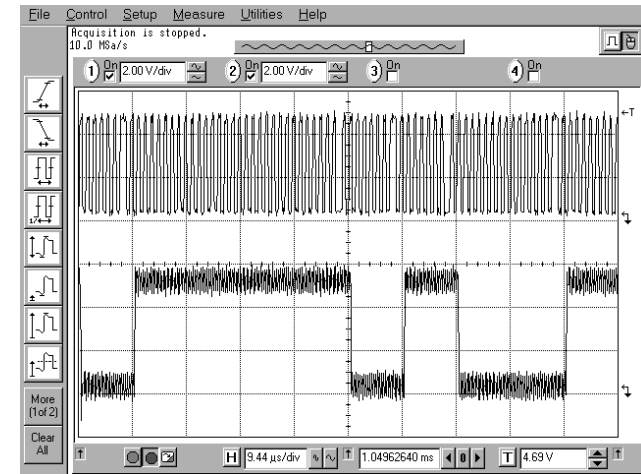 File Control Setup Measure Utilities Help
Acquisition is stopped.
10.0 MSa/s
1 On 2.00 V/div 2 On 2.00 V/div 3 On 4 On
T
More
(1of2)
Clear
All
H 9.44 µs/div 1.04962640 ms 0 T 4.69 V